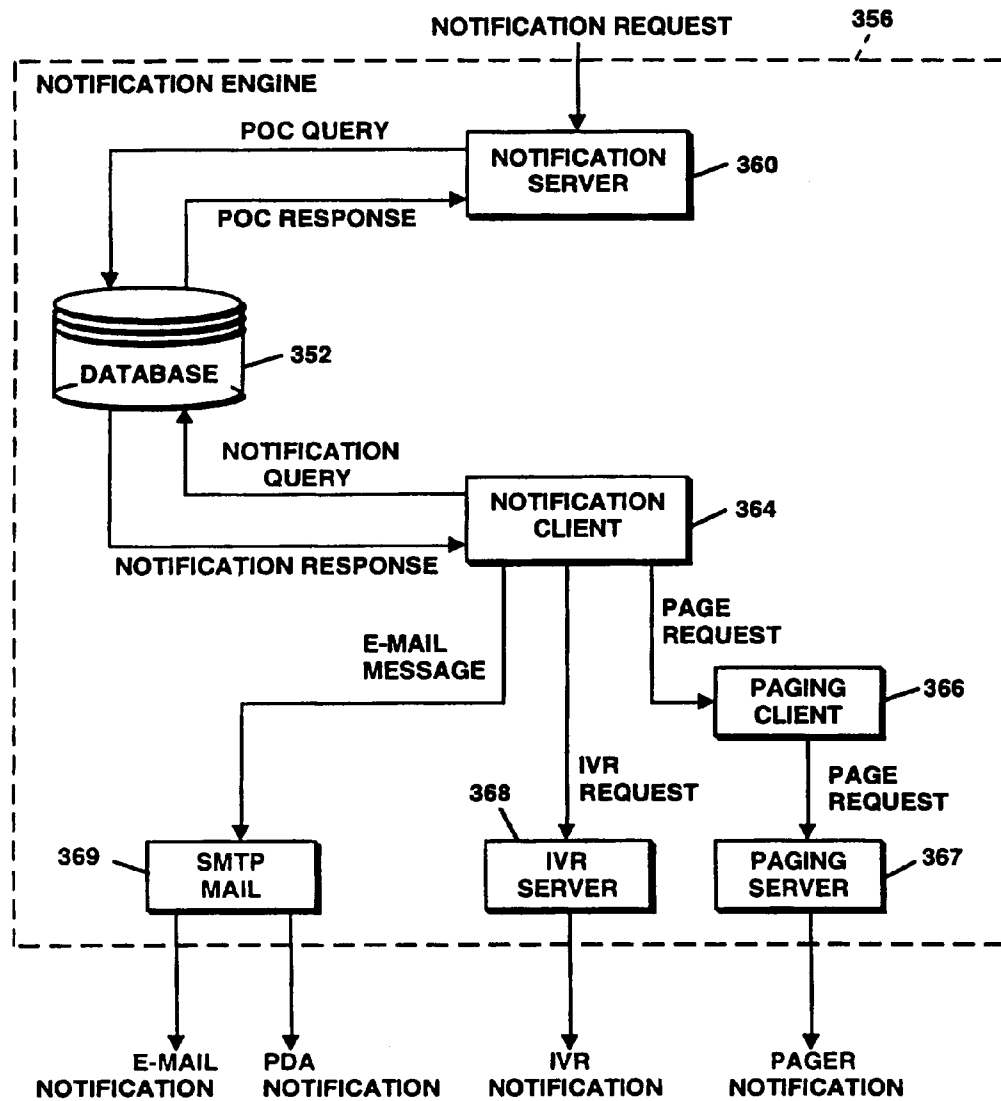 NOTIFICATION REQUEST
356
NOTIFICATION ENGINE
POC QUERY
NOTIFICATION
SERVER
360
POC RESPONSE
DATABASE
352
NOTIFICATION
QUERY
NOTIFICATION
CLIENT
364
NOTIFICATION RESPONSE
E-MAIL
MESSAGE
PAGE
REQUEST
PAGING
CLIENT
366
IVR
REQUEST
PAGE
REQUEST
369
SMTP
MAIL
368
IVR
SERVER
PAGING
SERVER
367
E-MAIL
NOTIFICATION
PDA
NOTIFICATION
IVR
NOTIFICATION
PAGER
NOTIFICATION